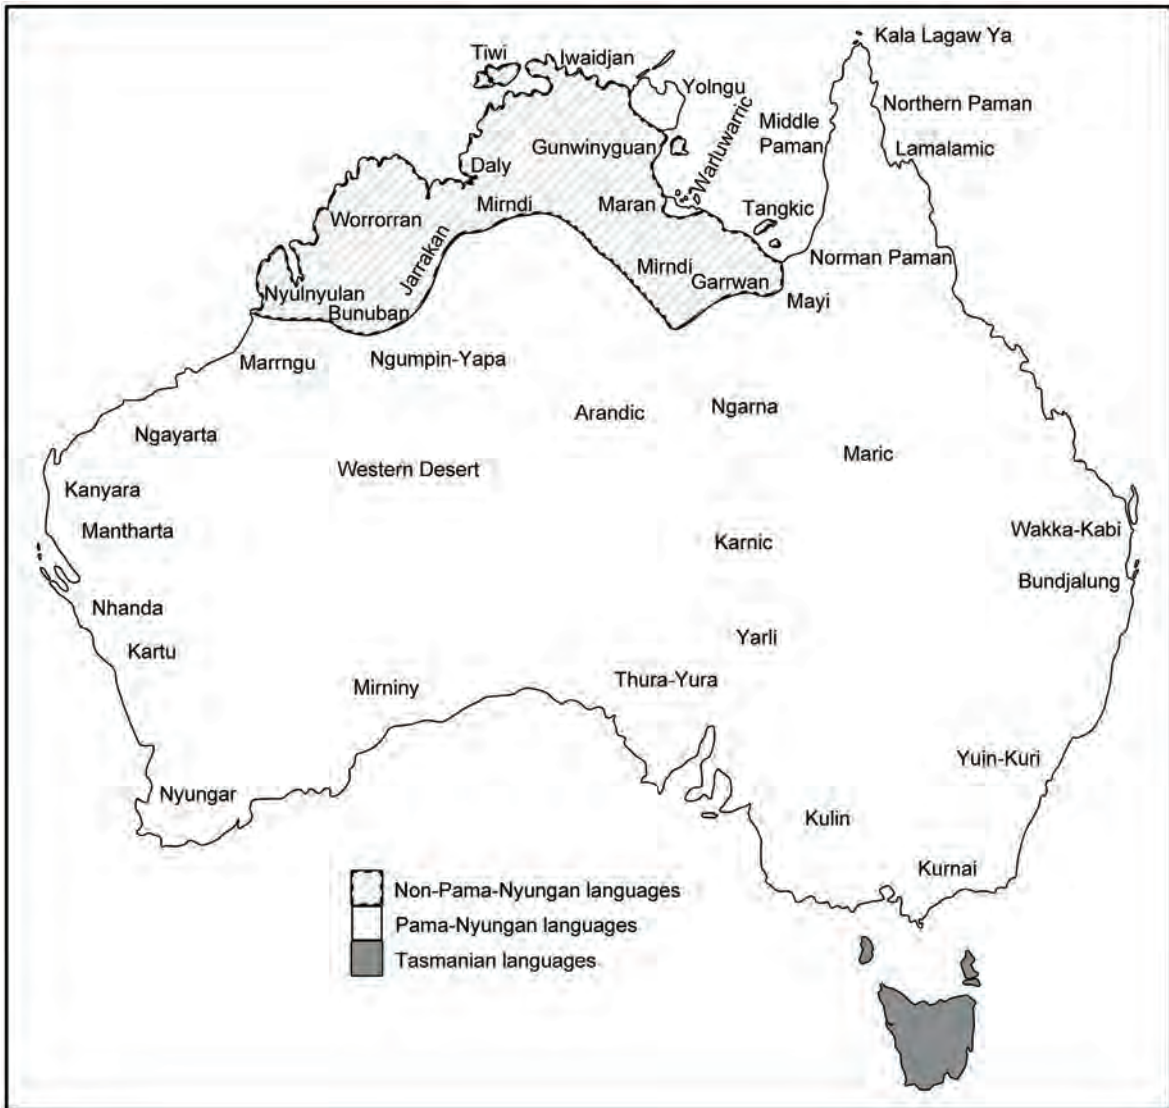 Kala Lagaw Ya
Tiwi
Iwaidjan
Yolngu
Northern Paman
Warluwarric
Middle
Paman
Gunwinyguan
Lamalamic
Daly
Mirndi
Maran
Tangkic
Worrorran
Jarrakan
Norman Paman
Mirndi
Garrwan
Nyulnyulan
Bunuban
Mayi
Marrngu
Ngumpin-Yapa
Arandic
Ngarna
Ngayarta
Maric
Western Desert
Kanyara
Mantharta
Wakka-Kabi
Karnic
Bundjalung
Nhanda
Yarli
Kartu
Thura-Yura
Mirniny
Yuin-Kuri
Nyungar
Kulin
Kurnai
Non-Pama-Nyungan languages
Pama-Nyungan languages
Tasmanian languages